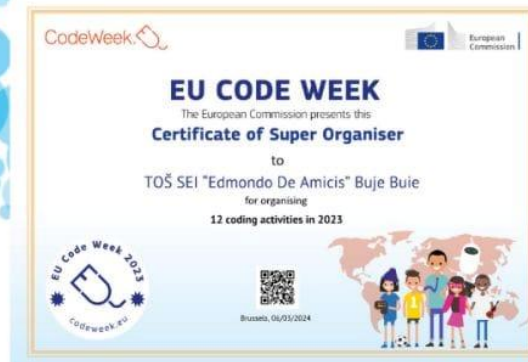 CodeWeek
European
Commission
EU CODE WEEK
The European Commission presents this
Certificate of Super Organiser
to
TOŠ SEI "Edmondo De Amicis" Buje Buie
for organising
12 coding activities in 2023
EU Code Week 2023
codeweek.eu
Brussels, 06/03/2024
1